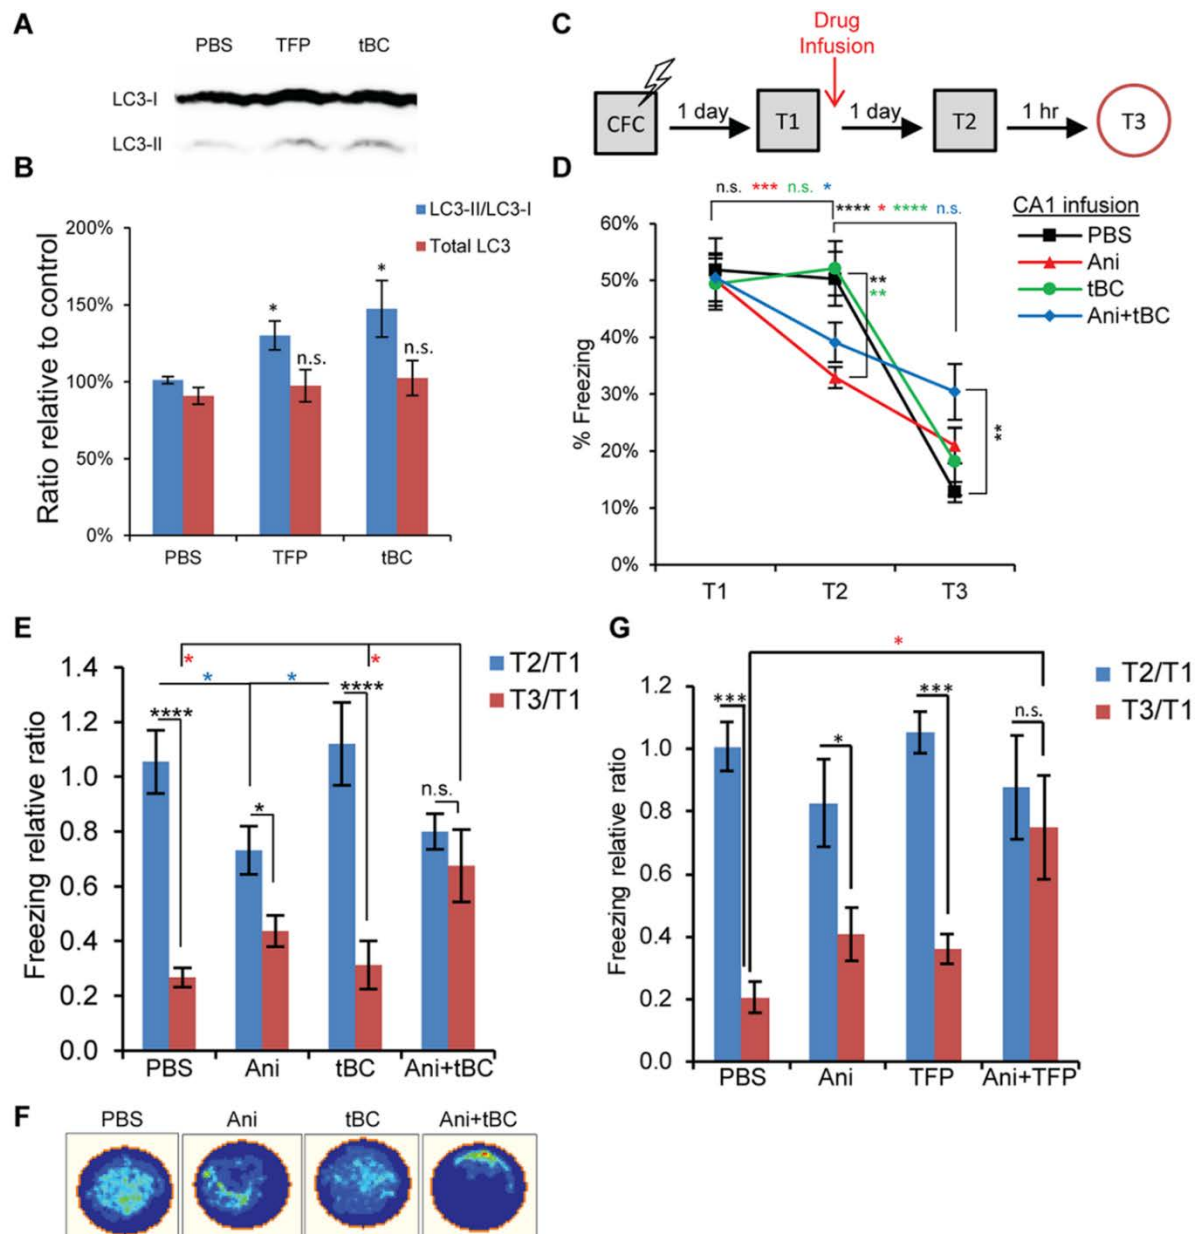 A
PBS TFP tBC
LC3-I
LC3-II
B
LC3-II/LC3-I
Total LC3
Ratio relative to control
200%
150%
100%
50%
0%
*
n.s.
*
n.s.
PBS TFP tBC
C
Drug
Infusion
CFC 1 day T1 1 day T2 1 hr T3
D
n.s. *** n.s. *
**** * **** n.s.
CA1 infusion
PBS
Ani
tBC
Ani+tBC
% Freezing
60%
50%
40%
30%
20%
10%
0%
**
**
**
T1 T2 T3
E
T2/T1
T3/T1
Freezing relative ratio
1.4
1.2
1.0
0.8
0.6
0.4
0.2
0.0
* *
* *
**** ****
*
n.s.
PBS Ani tBC Ani+tBC
G
*
T2/T1
T3/T1
Freezing relative ratio
1.2
1.0
0.8
0.6
0.4
0.2
0.0
*** * *** n.s.
PBS Ani TFP Ani+TFP
F
PBS Ani tBC Ani+tBC